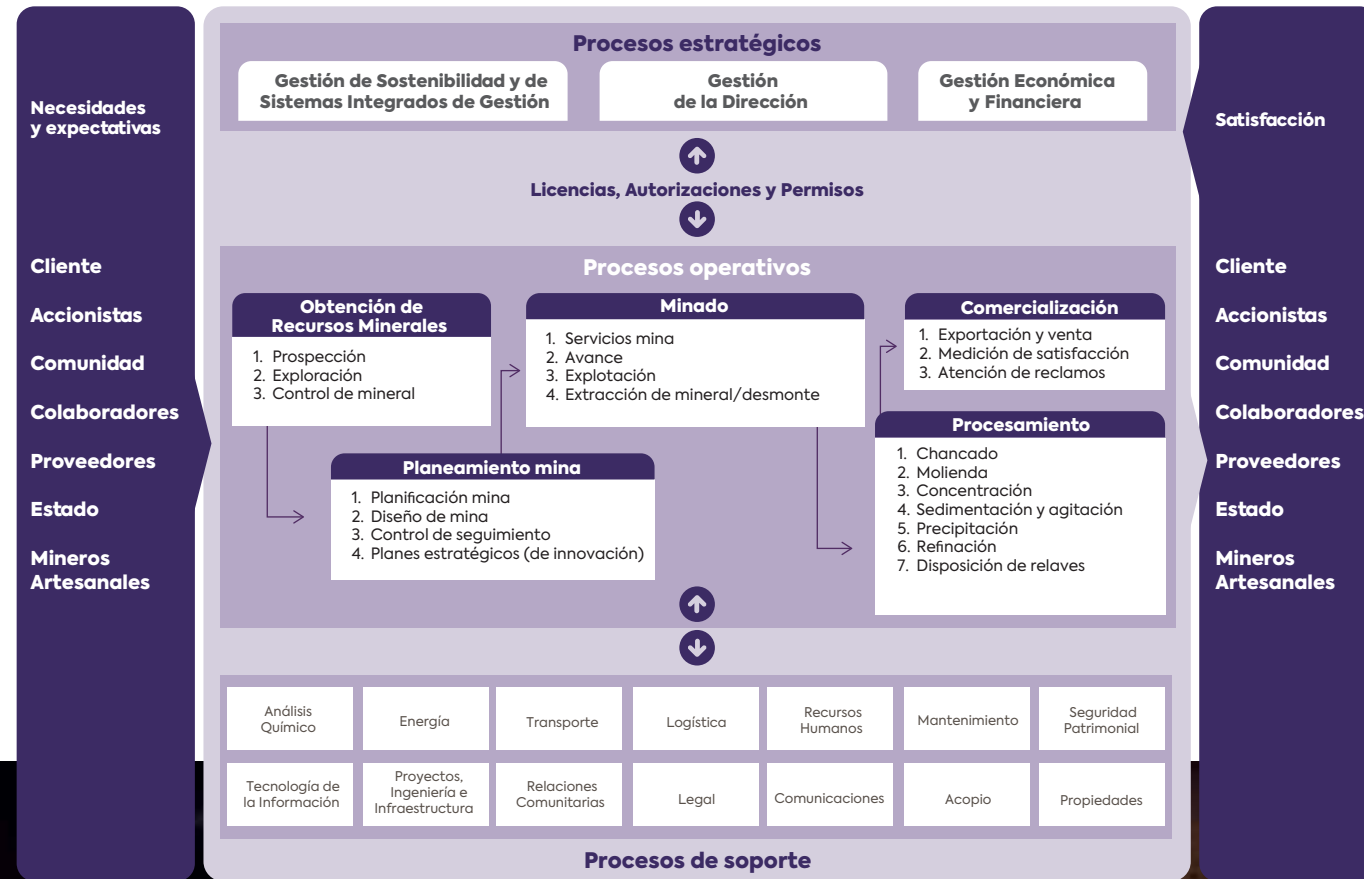 Necesidades
y expectativas
Cliente
Accionistas
Comunidad
Colaboradores
Proveedores
Estado
Mineros
Artesanales
Procesos estratégicos
Gestión de Sostenibilidad y de
Sistemas Integrados de Gestión
Gestión
de la Dirección
Gestión Económica
y Financiera
Licencias, Autorizaciones y Permisos
Procesos operativos
Obtención de
Recursos Minerales
1. Prospección
2. Exploración
3. Control de mineral
Planeamiento mina
1. Planificación mina
2. Diseño de mina
3. Control de seguimiento
4. Planes estratégicos (de innovación)
Minado
1. Servicios mina
2. Avance
3. Explotación
4. Extracción de mineral/desmonte
Comercialización
1. Exportación y venta
2. Medición de satisfacción
3. Atención de reclamos
Procesamiento
1. Chancado
2. Molienda
3. Concentración
4. Sedimentación y agitación
5. Precipitación
6. Refinación
7. Disposición de relaves
Análisis
Químico
Energía
Transporte
Logística
Recursos
Humanos
Mantenimiento
Seguridad
Patrimonial
Tecnología de
la Información
Proyectos,
Ingeniería e
Infraestructura
Relaciones
Comunitarias
Legal
Comunicaciones
Acopio
Propiedades
Procesos de soporte
Satisfacción
Cliente
Accionistas
Comunidad
Colaboradores
Proveedores
Estado
Mineros
Artesanales